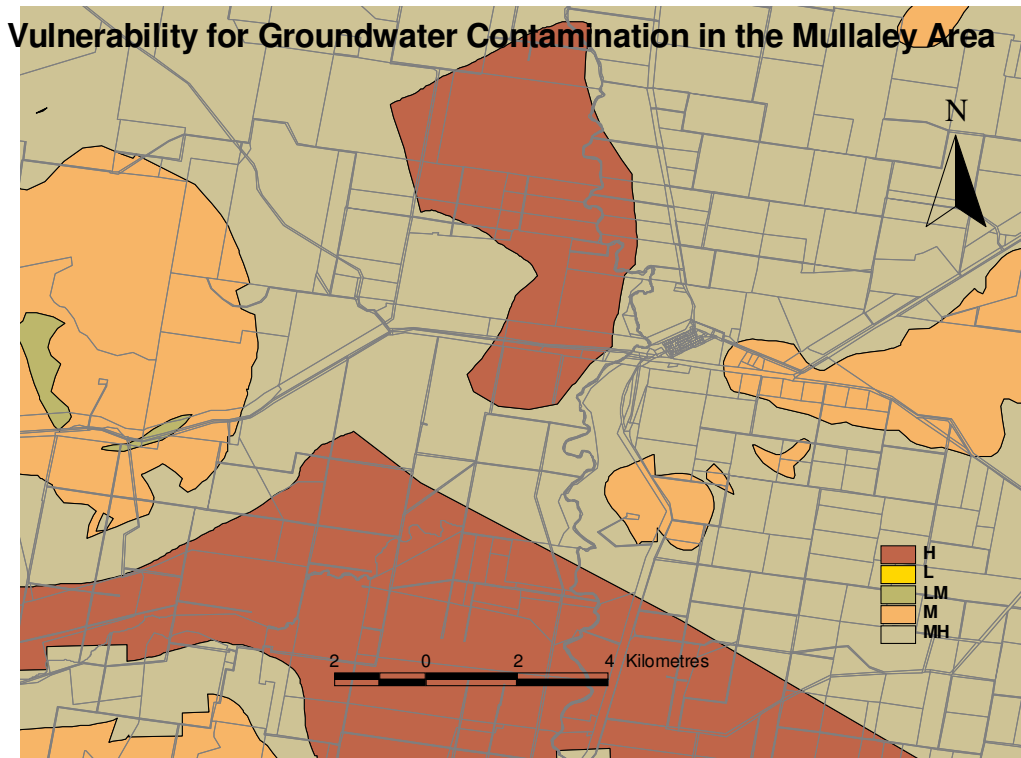 Vulnerability for Groundwater Contamination in the Mullaley Area
N
H
L
LM
M
MH
2 0 2 4 Kilometres